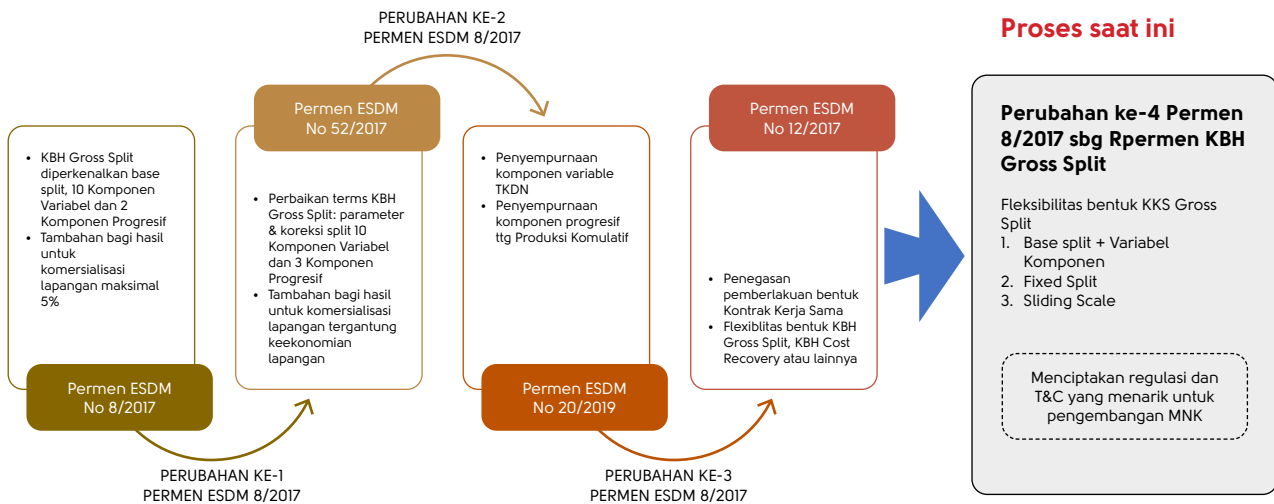 PERUBAHAN KE-2
PERMEN ESDM 8/2017
Proses saat ini
• KBH Gross Split
diperkenalkan base
split, 10 Komponen
Variabel dan 2
Komponen Progresif
• Tambahan bagi hasil
untuk
komersialisasi
lapangan maksimal
5%
Permen ESDM
No 8/2017
PERUBAHAN KE-1
PERMEN ESDM 8/2017
Permen ESDM
No 52/2017
• Perbaikan terms KBH
Gross Split: parameter
& koreksi split 10
Komponen Variabel
dan 3 Komponen
Progresif
• Tambahan bagi hasil
untuk komersialisasi
lapangan tergantung
keekonomian
lapangan
• Penyempurnaan
komponen variable
TKDN
• Penyempurnaan
komponen progresif
ttg Produksi Komulatif
Permen ESDM
No 20/2019
PERUBAHAN KE-3
PERMEN ESDM 8/2017
Permen ESDM
No 12/2017
• Penegasan
pemberlakuan bentuk
Kontrak Kerja Sama
• Flexiblitas bentuk KBH
Gross Split, KBH Cost
Recovery atau lainnya
Perubahan ke-4 Permen
8/2017 sbg Rpermen KBH
Gross Split
Fleksibilitas bentuk KKS Gross
Split
1. Base split + Variabel
Komponen
2. Fixed Split
3. Sliding Scale
Menciptakan regulasi dan
T&C yang menarik untuk
pengembangan MNK